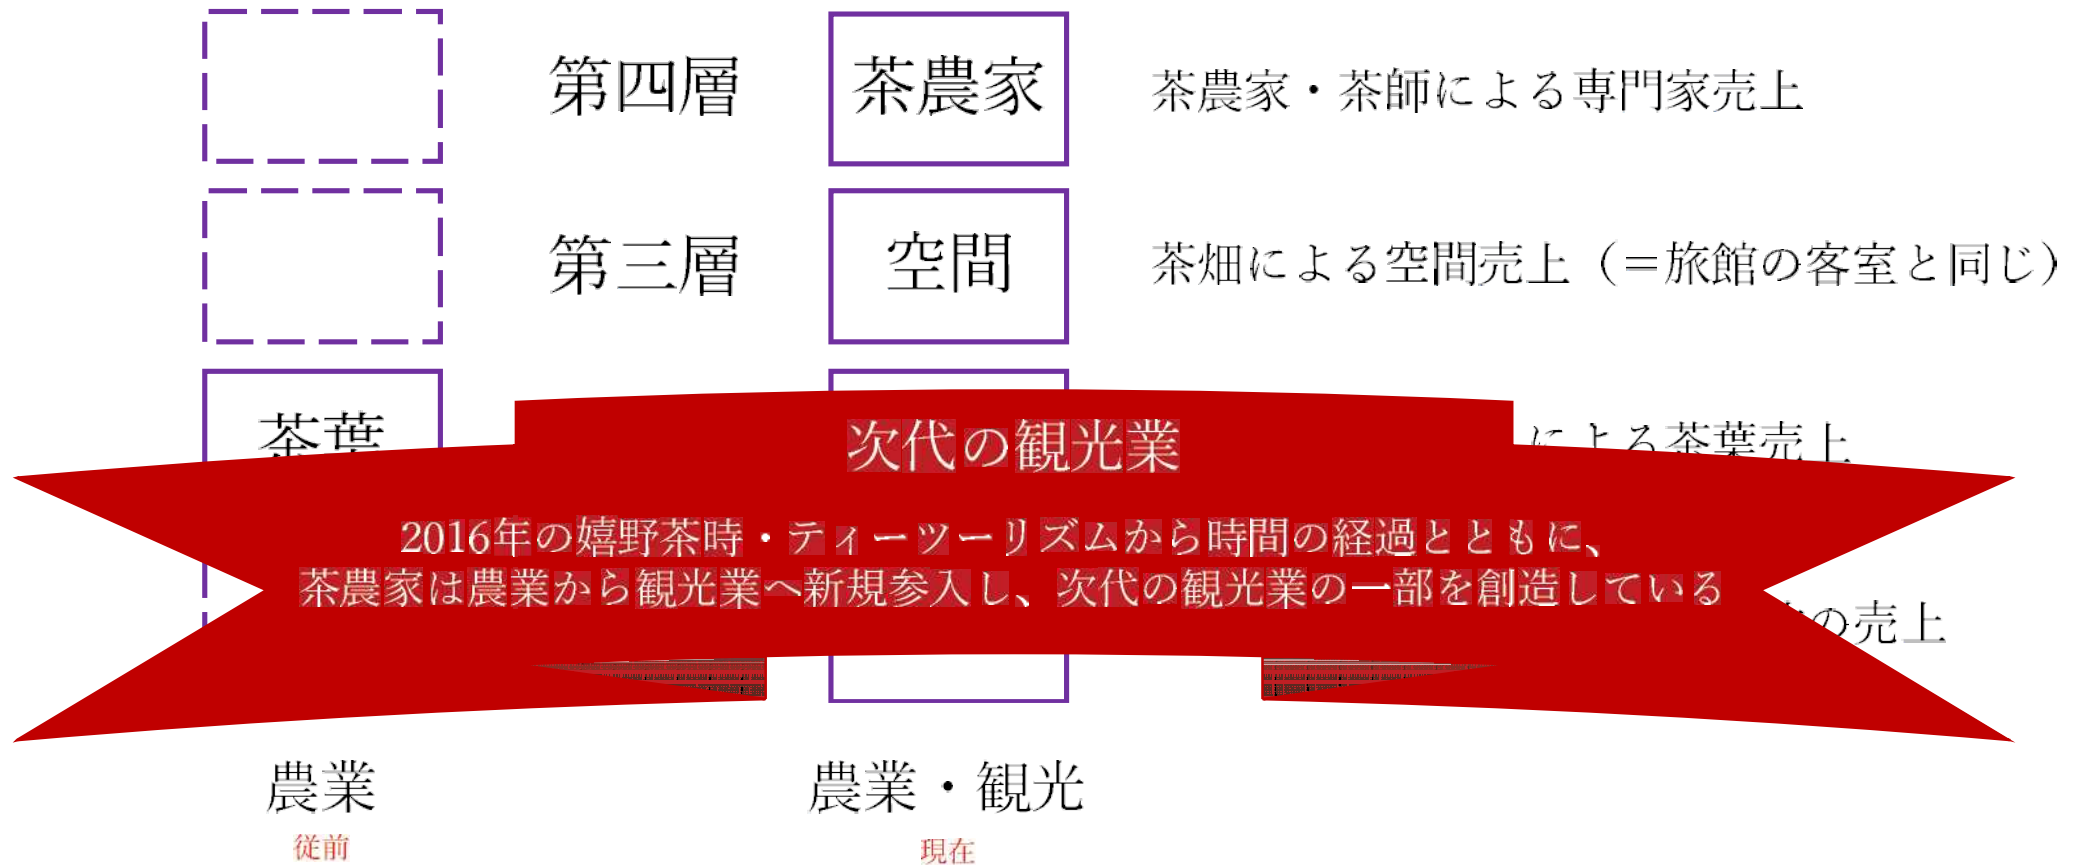 第四層 茶農家 茶農家・茶師による専門家売上
第三層 空間 茶畑による空間売上（＝旅館の客室と同じ）
茶葉 による茶葉売上
次代の観光業
2016年の嬉野茶時・ティーツーリズムから時間の経過とともに、
茶農家は農業から観光業へ新規参入し、次代の観光業の一部を創造している
の売上
農業 農業・観光
従前 現在